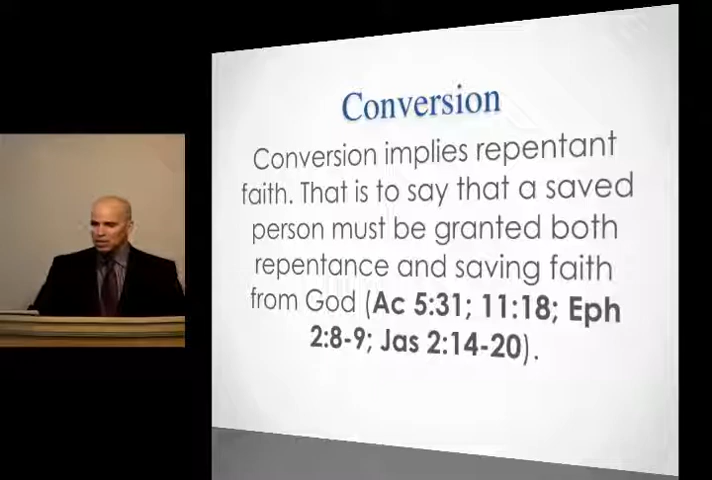 Conversion
Conversion implies repentant
faith. That is to say that a saved
person must be granted both
repentance and saving faith
from God (Ac 5:31; 11:18; Eph
2:8-9; Jas 2:14-20).